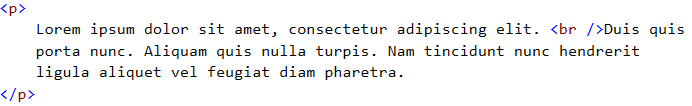 <p>
Lorem ipsum dolor sit amet, consectetur adipiscing elit. <br />Duis quis
porta nunc. Aliquam quis nulla turpis. Nam tincidunt nunc hendrerit
ligula aliquet vel feugiat diam pharetra.
</p>